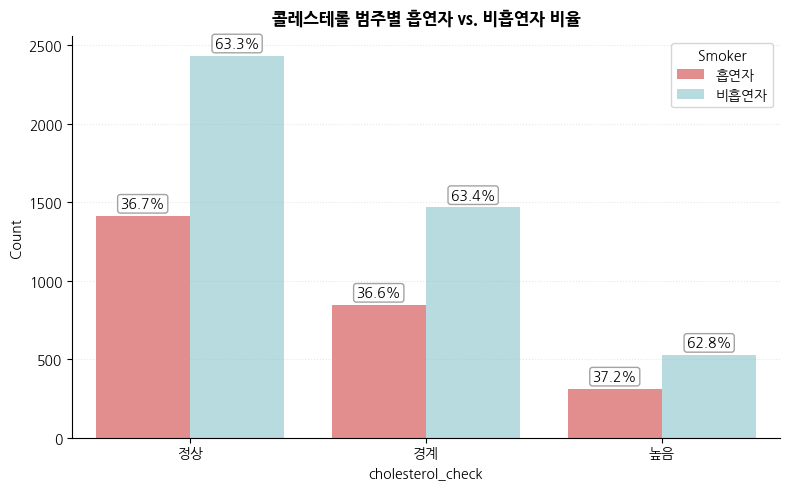 콜레스테롤 범주별 흡연자 vs. 비흡연자 비율
Smoker
흡연자
비흡연자
Count
2500
2000
1500
1000
500
0
36.7%
63.3%
36.6%
63.4%
37.2%
62.8%
정상
경계
높음
cholesterol_check